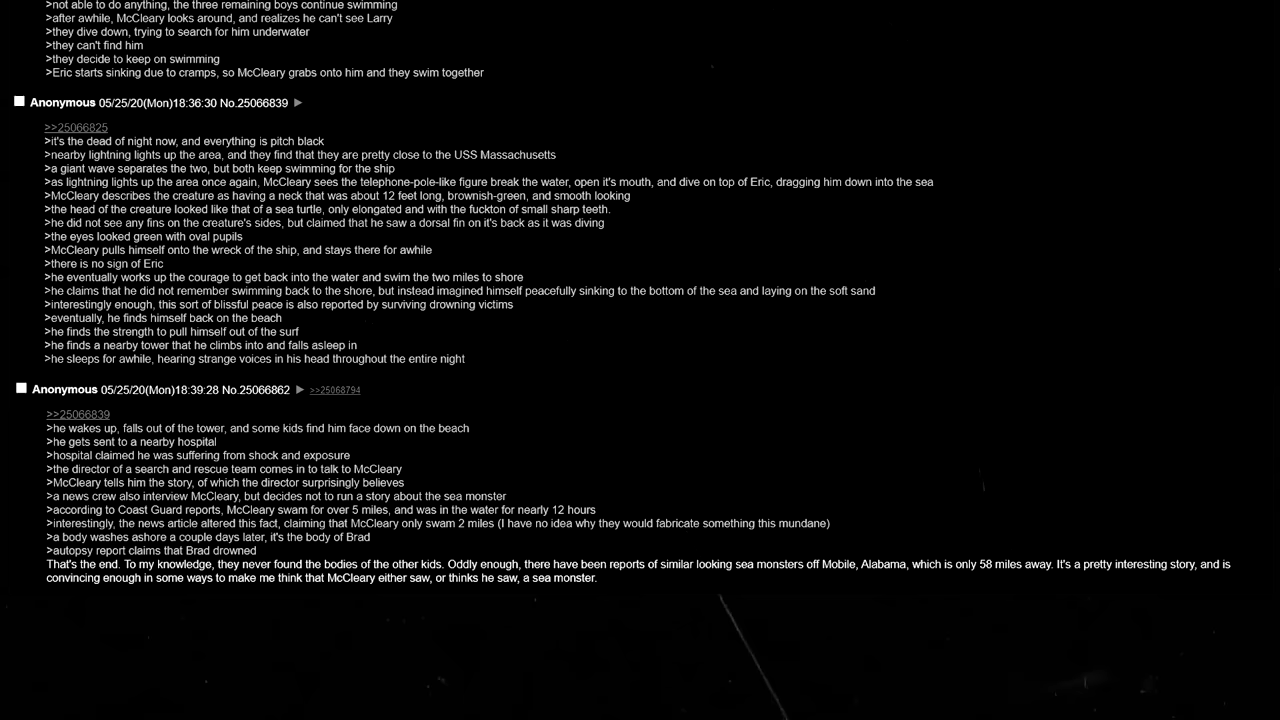 >not able to do anything, the three remaining boys continue swimming
>after awhile, McCleary looks around, and realizes he can't see Larry
>they dive down, trying to search for him underwater
>they can't find him
>they decide to keep on swimming
>Eric starts sinking due to cramps, so McCleary grabs onto him and they swim together
Anonymous 05/25/20(Mon)18:36:30 No.25066839 ▶
>>25066825
>it's the dead of night now, and everything is pitch black
>nearby lightning lights up the area, and they find that they are pretty close to the USS Massachusetts
>a giant wave separates the two, but both keep swimming for the ship
>as lightning lights up the area once again, McCleary sees the telephone-pole-like figure break the water, open it's mouth, and dive on top of Eric, dragging him down into the sea
>McCleary describes the creature as having a neck that was about 12 feet long, brownish-green, and smooth looking
>the head of the creature looked like that of a sea turtle, only elongated and with the fuckton of small sharp teeth.
>he did not see any fins on the creature's sides, but claimed that he saw a dorsal fin on it's back as it was diving
>the eyes looked green with oval pupils
>McCleary pulls himself onto the wreck of the ship, and stays there for awhile
>there is no sign of Eric
>he eventually works up the courage to get back into the water and swim the two miles to shore
>he claims that he did not remember swimming back to the shore, but instead imagined himself peacefully sinking to the bottom of the sea and laying on the soft sand
>interestingly enough, this sort of blissful peace is also reported by surviving drowning victims
>eventually, he finds himself back on the beach
>he finds the strength to pull himself out of the surf
>he finds a nearby tower that he climbs into and falls asleep in
>he sleeps for awhile, hearing strange voices in his head throughout the entire night
Anonymous 05/25/20(Mon)18:39:28 No.25066862 ▶ >>25068794
>>25066839
>he wakes up, falls out of the tower, and some kids find him face down on the beach
>he gets sent to a nearby hospital
>hospital claimed he was suffering from shock and exposure
>the director of a search and rescue team comes in to talk to McCleary
>McCleary tells him the story, of which the director surprisingly believes
>a news crew also interview McCleary, but decides not to run a story about the sea monster
>according to Coast Guard reports, McCleary swam for over 5 miles, and was in the water for nearly 12 hours
>interestingly, the news article altered this fact, claiming that McCleary only swam 2 miles (I have no idea why they would fabricate something this mundane)
>a body washes ashore a couple days later, it's the body of Brad
>autopsy report claims that Brad drowned
That's the end. To my knowledge, they never found the bodies of the other kids. Oddly enough, there have been reports of similar looking sea monsters off Mobile, Alabama, which is only 58 miles away. It's a pretty interesting story, and is
convincing enough in some ways to make me think that McCleary either saw, or thinks he saw, a sea monster.